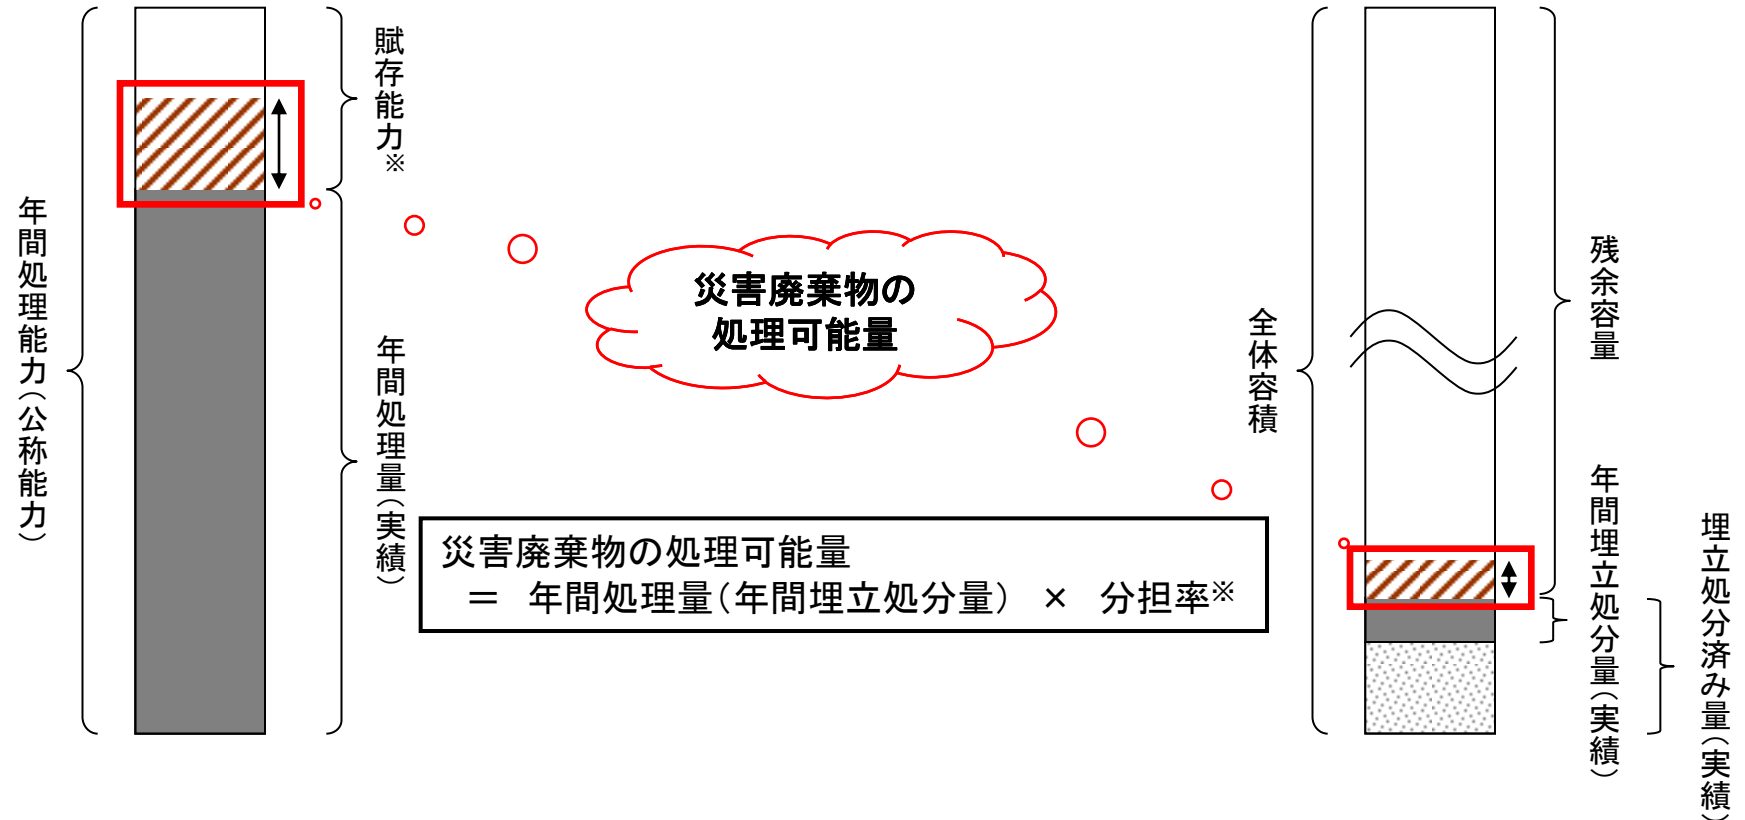 年間処理能力（公称能力）
賦存能力※
年間処理量（実績）
災害廃棄物の
処理可能量
災害廃棄物の処理可能量
＝ 年間処理量（年間埋立処分量） × 分担率※
全体容積
残余容量
年間埋立処分量（実績）
埋立処分済み量（実績）